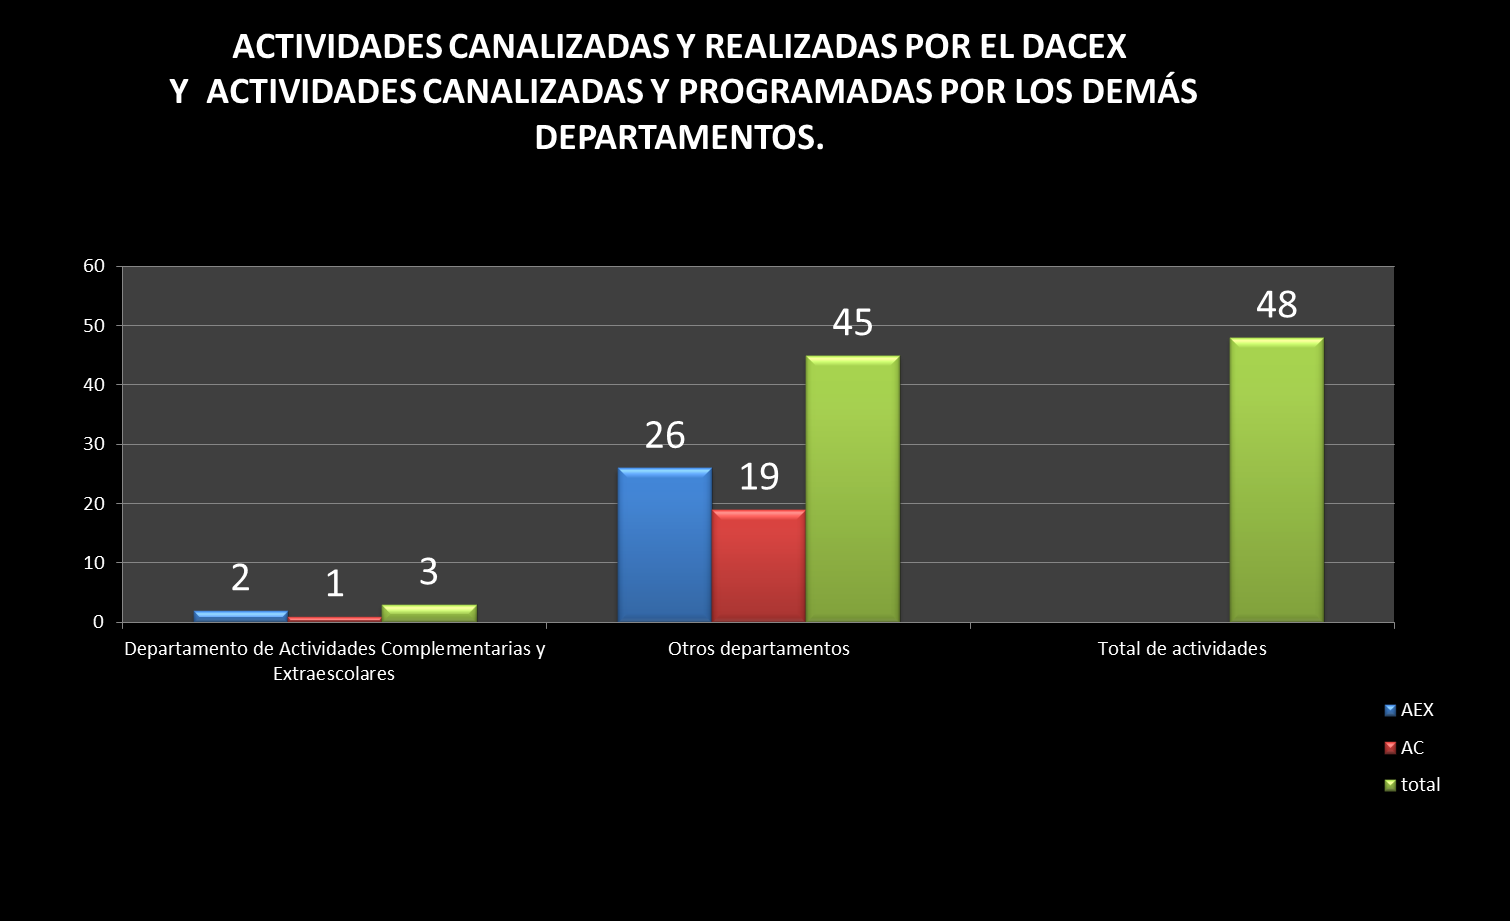 ACTIVIDADES CANALIZADAS Y REALIZADAS POR EL DACEX
Y ACTIVIDADES CANALIZADAS Y PROGRAMADAS POR LOS DEMÁS
DEPARTAMENTOS.
60
50
40
30
20
10
0
2
1
3
26
19
45
48
Departamento de Actividades Complementarias y
Extraescolares
Otros departamentos
Total de actividades
AEX
AC
total